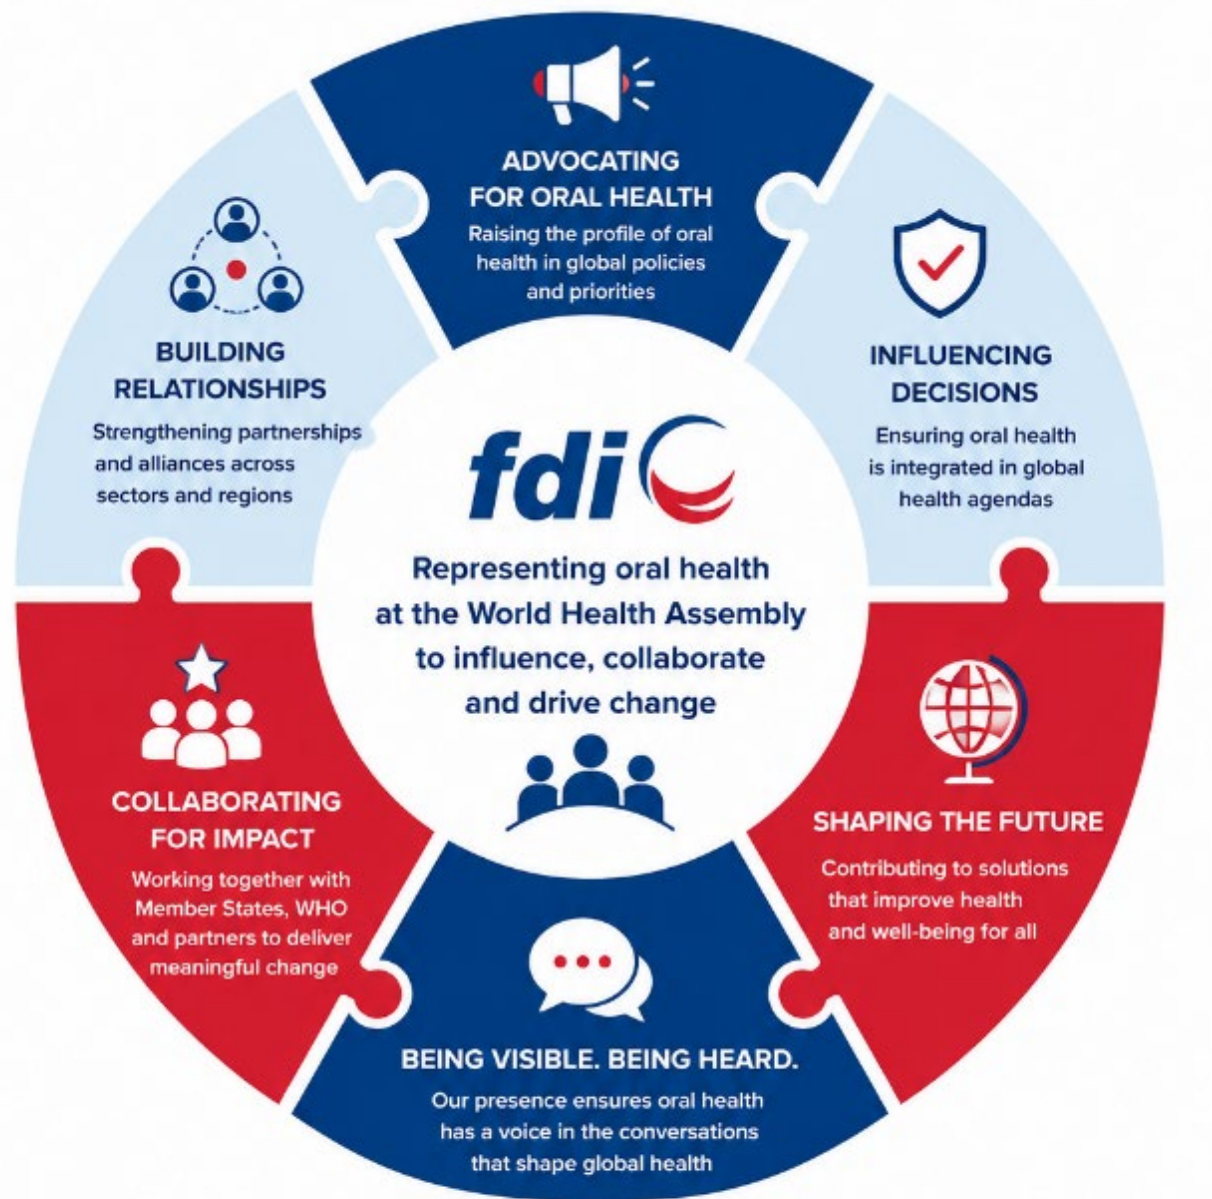 ADVOCATING
FOR ORAL HEALTH
Raising the profile of oral
health in global policies
and priorities
INFLUENCING
DECISIONS
Ensuring oral health
is integrated in global
health agendas
SHAPING THE FUTURE
Contributing to solutions
that improve health
and well-being for all
BEING VISIBLE. BEING HEARD.
Our presence ensures oral health
has a voice in the conversations
that shape global health
COLLABORATING
FOR IMPACT
Working together with
Member States, WHO
and partners to deliver
meaningful change
BUILDING
RELATIONSHIPS
Strengthening partnerships
and alliances across
sectors and regions
fdi
Representing oral health
at the World Health Assembly
to influence, collaborate
and drive change